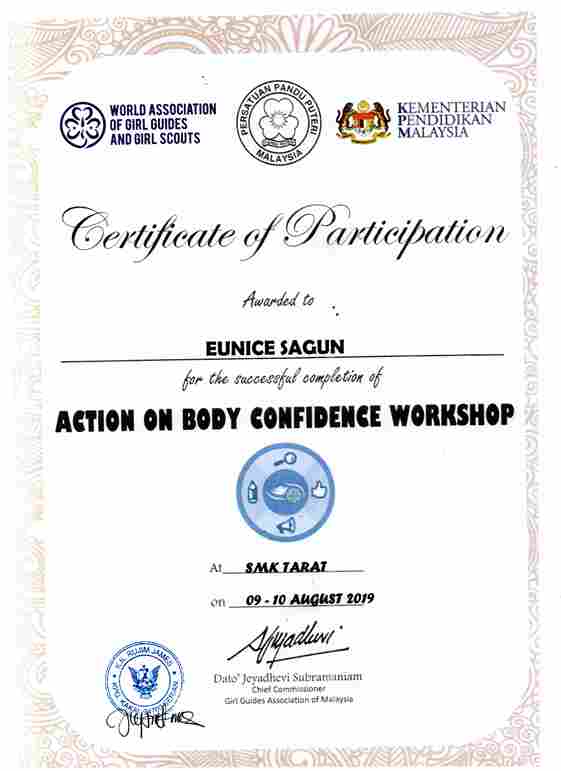 WORLD ASSOCIATION
OF GIRL GUIDES
AND GIRL SCOUTS
PERSATUAN PANDU PUTERI
MALAYSIA
KEMENTERIAN
PENDIDIKAN
MALAYSIA
Certificate of Participation
Awarded to
EUNICE SAGUN
for the successful completion of
ACTION ON BODY CONFIDENCE WORKSHOP
At SMK TARAT
on 09 - 10 AUGUST 2019
Dato' Jeyadhevi Subramaniam
Chief Commissioner
Girl Guides Association of Malaysia
RUJIM JAMES